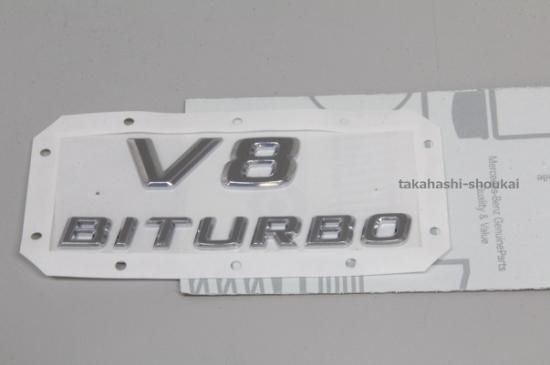 V8
BITURBO
takahashi-shoukai
Mercedes-Benz GenuineParts
Quality & Value